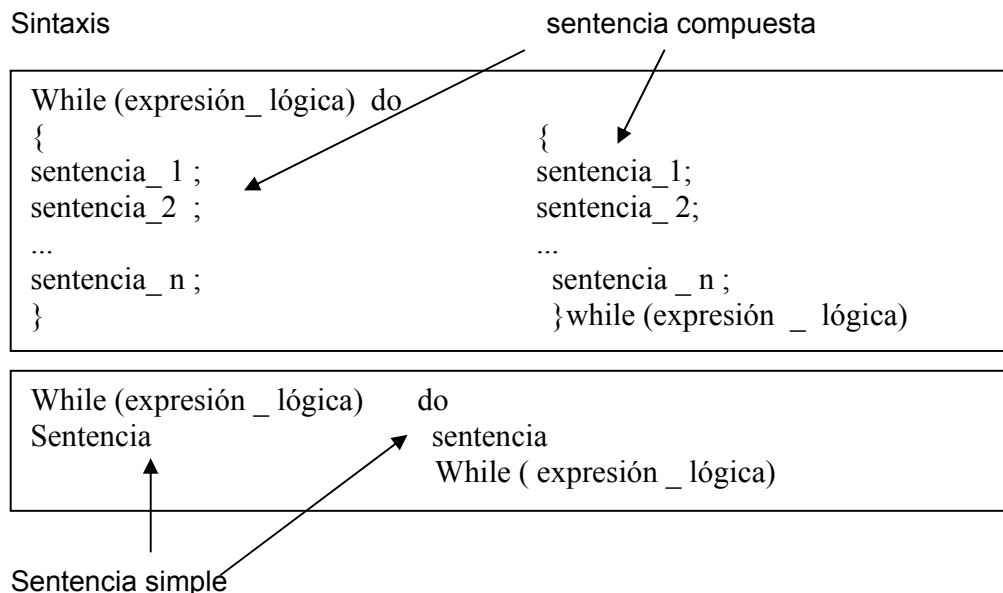 Sintaxis sentencia compuesta
While (expresión_ lógica) do
{ {
sentencia_ 1 ; sentencia_1;
sentencia_2 ; sentencia_ 2;
... ...
sentencia_ n ; sentencia _ n ;
} }while (expresión _ lógica)
While (expresión _ lógica) do
Sentencia sentencia
While ( expresión _ lógica)
Sentencia simple